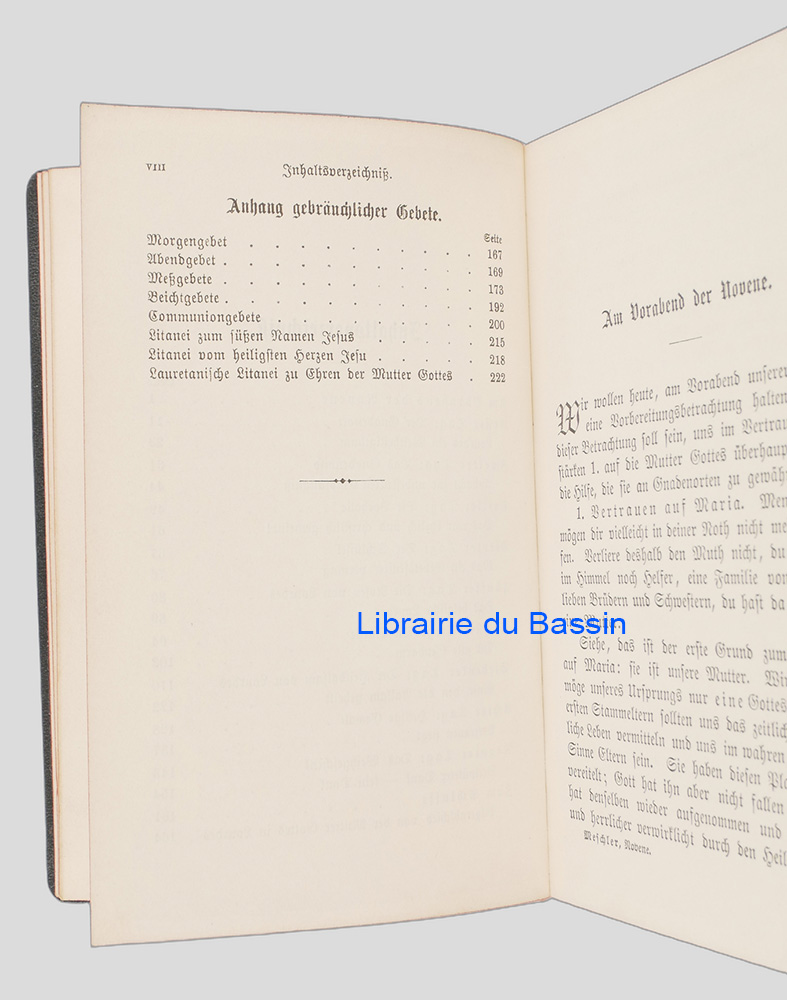 VIII Inhaltsverzeichniß.
Anhang gebräuchlicher Gebete.
Seite
Morgengebet . . . . . . . . . 167
Abendgebet . . . . . . . . . . 169
Meßgebete . . . . . . . . . . 173
Beichtgebete . . . . . . . . . . 192
Communiongebete . . . . . . . . 200
Litanei zum süßen Namen Jesus . . . . . 215
Litanei vom heiligsten Herzen Jesu . . . . 218
Lauretanische Litanei zu Ehren der Mutter Gottes . 222
Am Vorabend der Novene.
Wir wollen heute, am Vorabend unserer
eine Vorbereitungsbetrachtung halten
dieser Betrachtung soll sein, uns im Vertrau
stärken 1. auf die Mutter Gottes überhaup
die Hilfe, die sie an Gnadenorten zu gewäh
1. Vertrauen auf Maria. Men
mögen dir vielleicht in deiner Noth nicht me
fen. Verliere deshalb den Muth nicht, du
im Himmel noch Helfer, eine Familie vo
lieben Brüdern und Schwestern, du hast da
Librairie du Bassin
Siehe, das ist der erste Grund zum
auf Maria: sie ist unsere Mutter. Wir
möge unseres Ursprungs nur eine Gottes
ersten Stammeltern sollten uns das zeitlich
liche Leben vermitteln und uns im wahren
Sinne Eltern sein. Sie haben diesen Pla
vereitelt; Gott hat ihn aber nicht fallen
hat denselben wieder aufgenommen und
und herrlicher verwirklicht durch den Heil
Meschler, Novene.